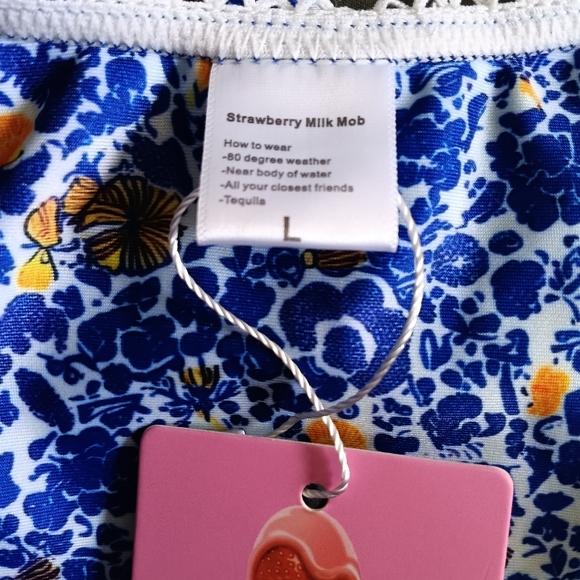 Strawberry Milk Mob
How to wear
-80 degree weather
-Near body of water
-All your closest friends
-Tequila
L